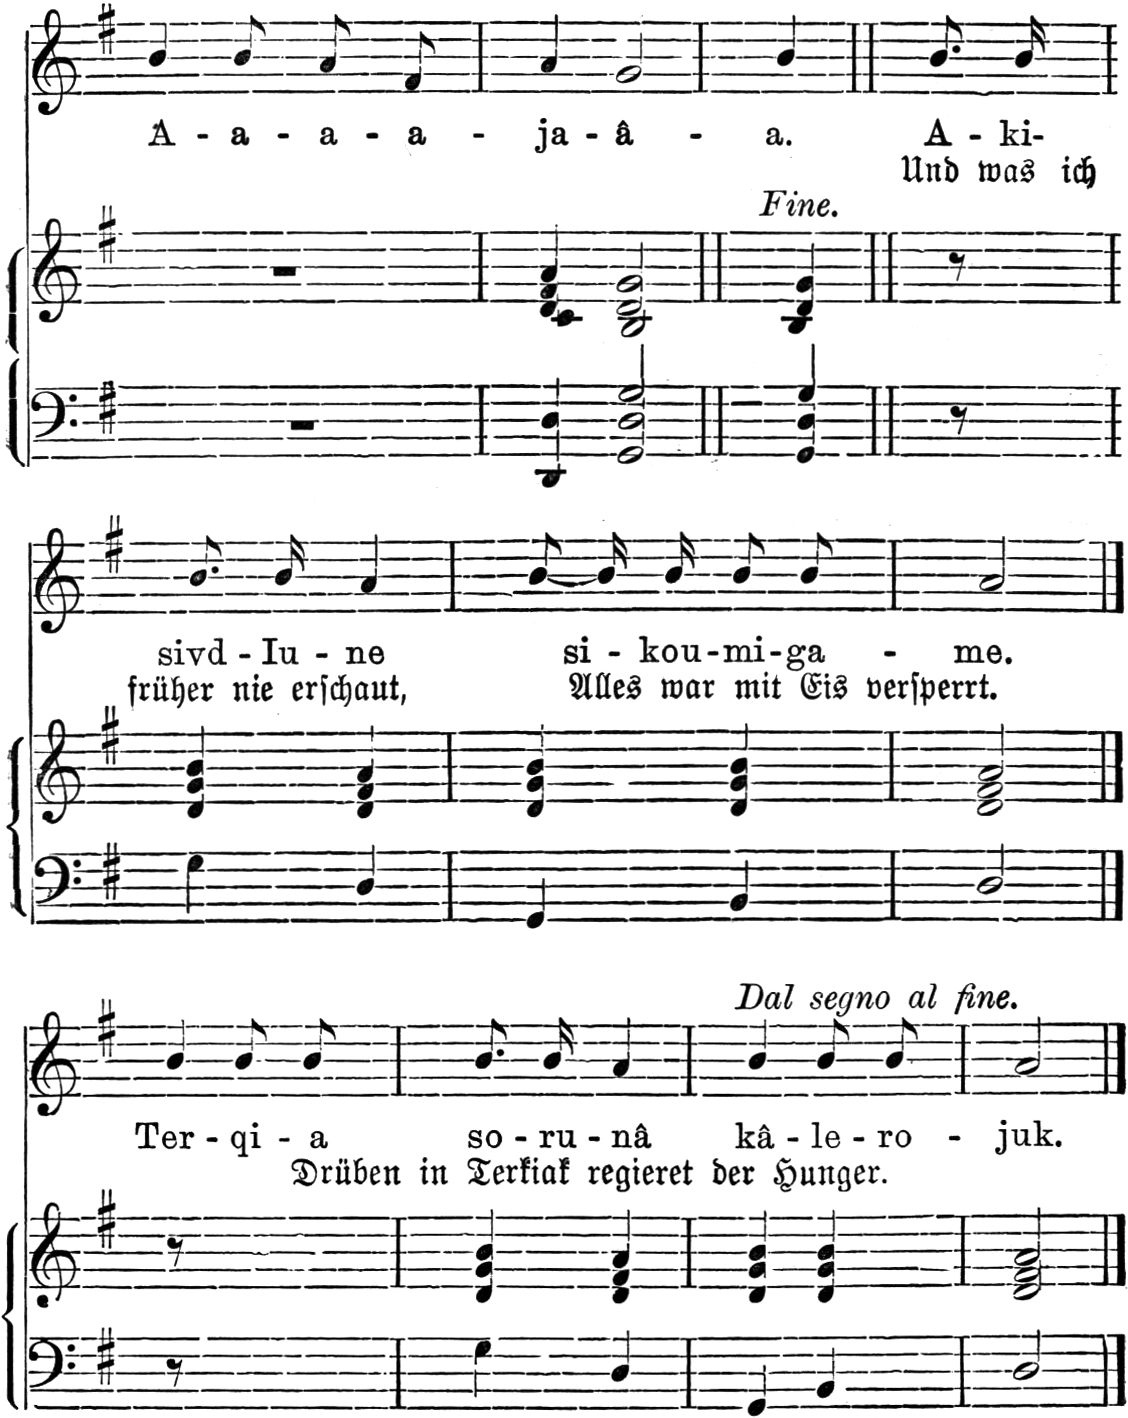 A - a - a - a - ja - â - a. A - ki-
Und was ich
Fine.
sivd - Iu - ne si - kou - mi - ga - me.
früher nie erſchaut, Alles war mit Eis verſperrt.
Dal segno al fine.
Ter - qi - a so - ru - nâ kâ - le - ro - juk.
Drüben in Terkiak regieret der Hunger.